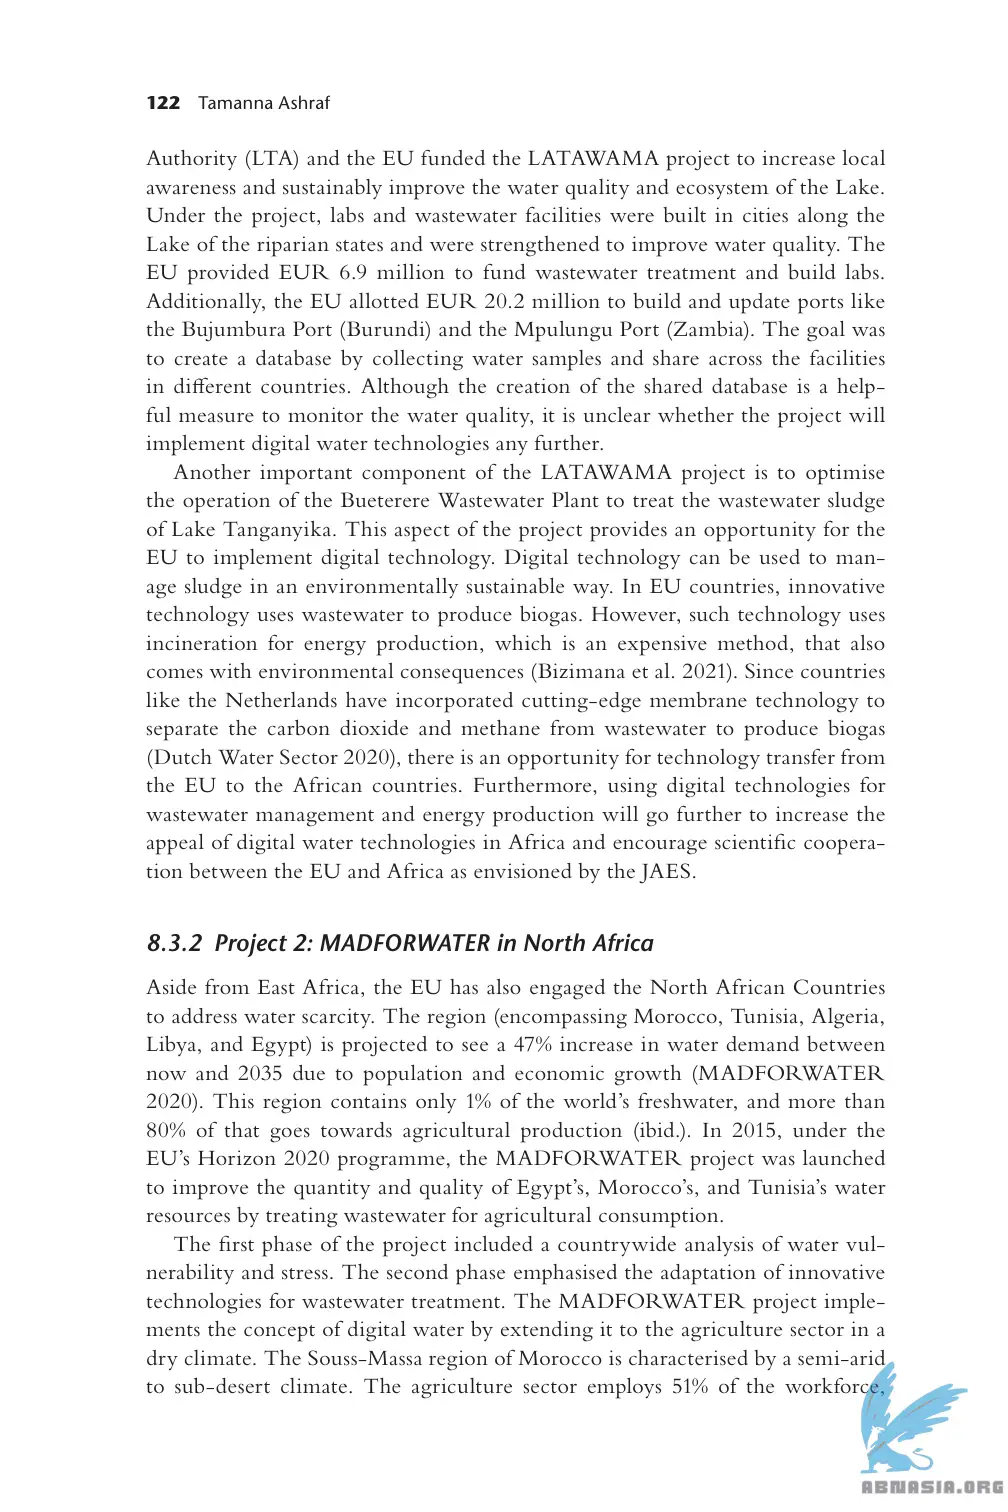 122 Tamanna Ashraf
Authority (LTA) and the EU funded the LATAWAMA project to increase local
awareness and sustainably improve the water quality and ecosystem of the Lake.
Under the project, labs and wastewater facilities were built in cities along the
Lake of the riparian states and were strengthened to improve water quality. The
EU provided EUR 6.9 million to fund wastewater treatment and build labs.
Additionally, the EU allotted EUR 20.2 million to build and update ports like
the Bujumbura Port (Burundi) and the Mpulungu Port (Zambia). The goal was
to create a database by collecting water samples and share across the facilities
in different countries. Although the creation of the shared database is a help-
ful measure to monitor the water quality, it is unclear whether the project will
implement digital water technologies any further.
Another important component of the LATAWAMA project is to optimise
the operation of the Bueterere Wastewater Plant to treat the wastewater sludge
of Lake Tanganyika. This aspect of the project provides an opportunity for the
EU to implement digital technology. Digital technology can be used to man-
age sludge in an environmentally sustainable way. In EU countries, innovative
technology uses wastewater to produce biogas. However, such technology uses
incineration for energy production, which is an expensive method, that also
comes with environmental consequences (Bizimana et al. 2021). Since countries
like the Netherlands have incorporated cutting-edge membrane technology to
separate the carbon dioxide and methane from wastewater to produce biogas
(Dutch Water Sector 2020), there is an opportunity for technology transfer from
the EU to the African countries. Furthermore, using digital technologies for
wastewater management and energy production will go further to increase the
appeal of digital water technologies in Africa and encourage scientific coopera-
tion between the EU and Africa as envisioned by the JAES.
8.3.2 Project 2: MADFORWATER in North Africa
Aside from East Africa, the EU has also engaged the North African Countries
to address water scarcity. The region (encompassing Morocco, Tunisia, Algeria,
Libya, and Egypt) is projected to see a 47% increase in water demand between
now and 2035 due to population and economic growth (MADFORWATER
2020). This region contains only 1% of the world's freshwater, and more than
80% of that goes towards agricultural production (ibid.). In 2015, under the
EU's Horizon 2020 programme, the MADFORWATER project was launched
to improve the quantity and quality of Egypt's, Morocco's, and Tunisia's water
resources by treating wastewater for agricultural consumption.
The first phase of the project included a countrywide analysis of water vul-
nerability and stress. The second phase emphasised the adaptation of innovative
technologies for wastewater treatment. The MADFORWATER project imple-
ments the concept of digital water by extending it to the agriculture sector in a
dry climate. The Souss-Massa region of Morocco is characterised by a semi-arid
to sub-desert climate. The agriculture sector employs 51% of the workforce,
ABNASIA.ORG